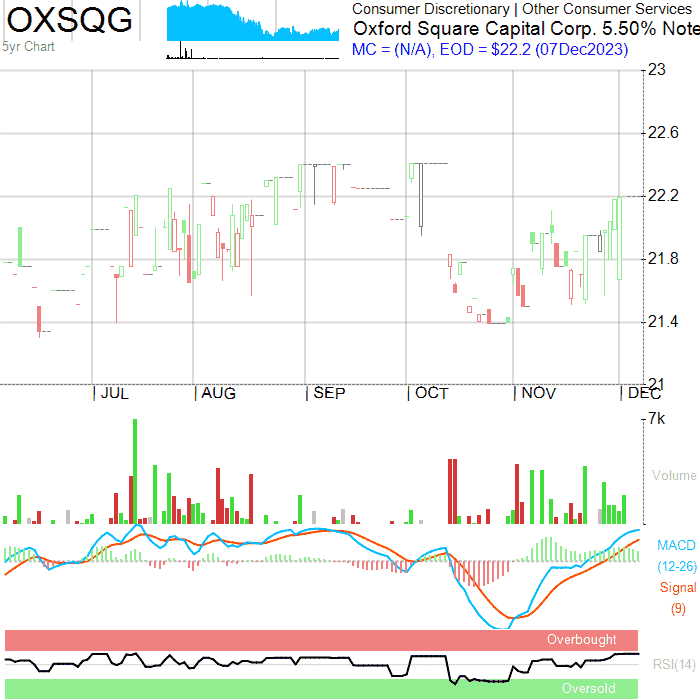 OXSQG
5yr Chart
Consumer Discretionary | Other Consumer Services
Oxford Square Capital Corp. 5.50% Note
MC = (N/A), EOD = $22.2 (07Dec2023)
23
22.6
22.2
21.8
21.4
21
JUL AUG SEP OCT NOV DEC
7k
Volume
MACD
(12-26)
Signal
(9)
Overbought
RSI(14)
Oversold